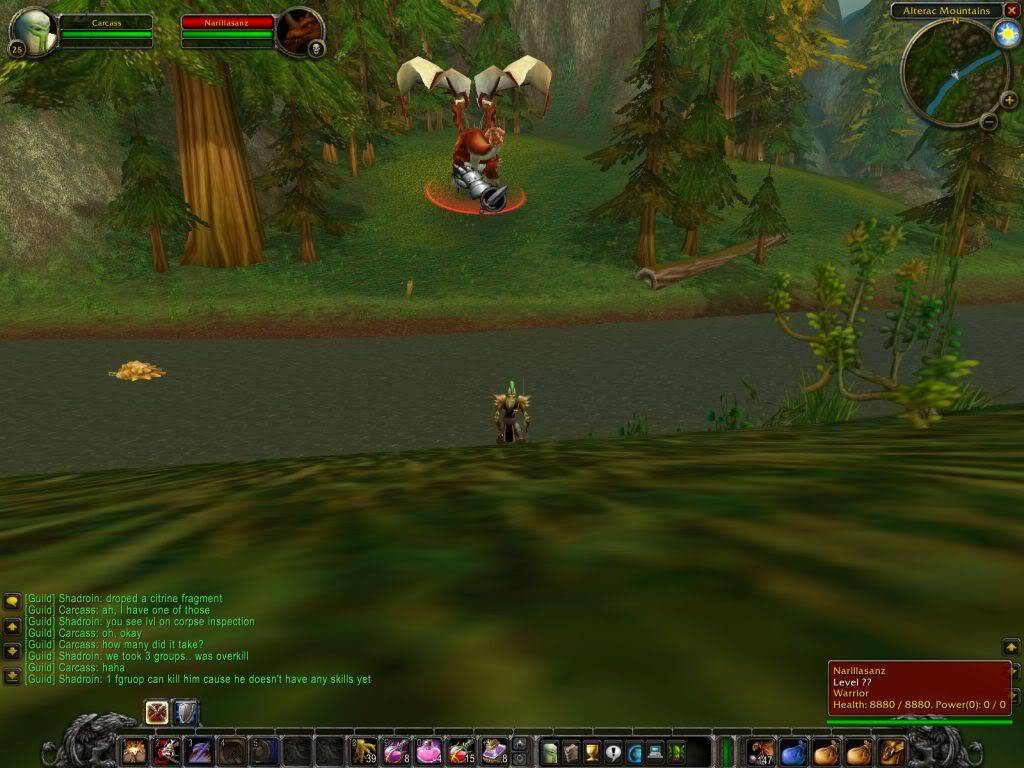 Carcass
25
Narillasanz
Alterac Mountains
N
[Guild] Shadroin: droped a citrine fragment
[Guild] Carcass: ah, I have one of those
[Guild] Shadroin: you see lvl on corpse inspection
[Guild] Carcass: oh, okay
[Guild] Carcass: how many did it take?
[Guild] Shadroin: we took 3 groups.. was overkill
[Guild] Carcass: haha
[Guild] Shadroin: 1 fgruop can kill him cause he doesn't have any skills yet
Narillasanz
Level ??
Warrior
Health: 8880 / 8880, Power(0): 0 / 0
39 8 4 15 8 147